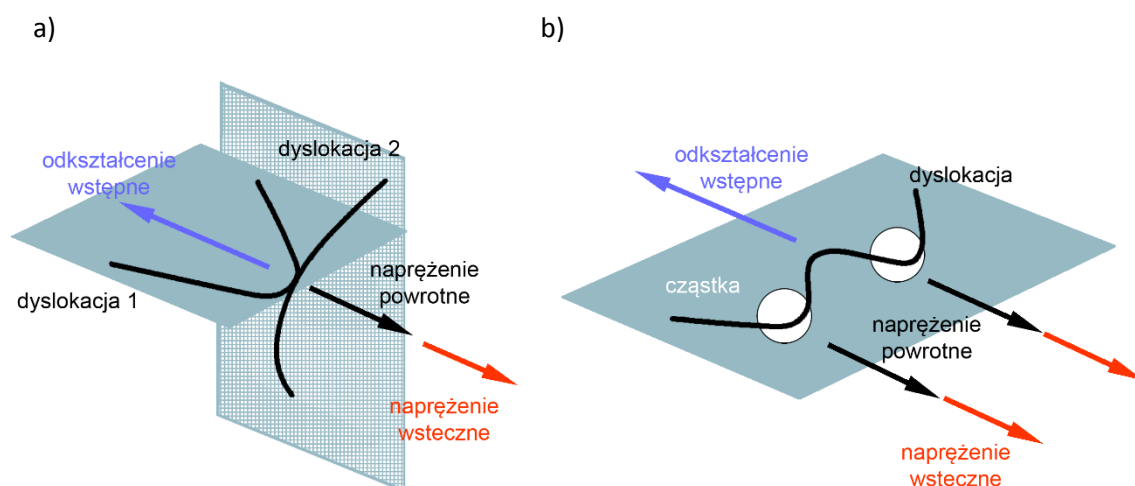 a)
odkształcenie
wstępne
dyslokacja 2
dyslokacja 1
naprężenie
powrotne
naprężenie
wsteczne
b)
odkształcenie
wstępne
dyslokacja
cząstka
naprężenie
powrotne
naprężenie
wsteczne